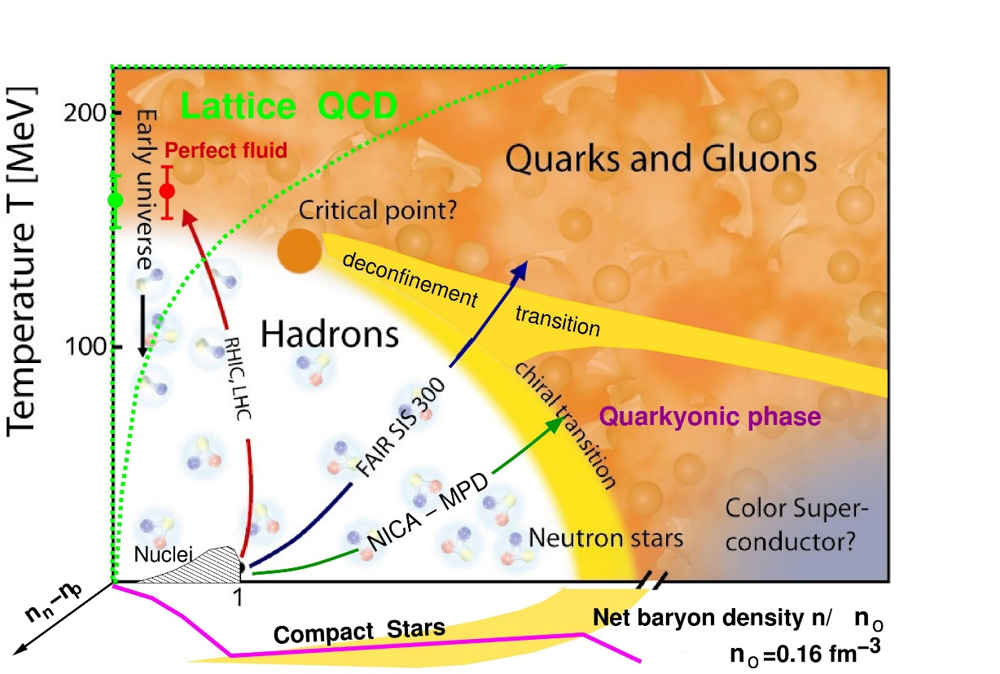 Temperature T [MeV]
200
100
Early universe
Lattice QCD
Perfect fluid
Quarks and Gluons
Critical point?
deconfinement transition
Hadrons
RHIC, LHC
FAIR SIS 300
chiral transition
Quarkyonic phase
NICA – MPD
Color Super-
conductor?
Neutron stars
Nuclei
1
nn–np
Compact Stars
Net baryon density n/ no
no=0.16 fm–3